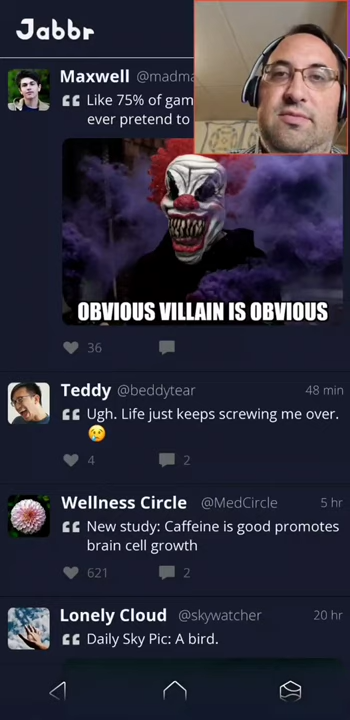 Jabbr
Maxwell @madma
Like 75% of gam
ever pretend to
OBVIOUS VILLAIN IS OBVIOUS
36
Teddy @beddytear 48 min
Ugh. Life just keeps screwing me over.
😢
4 2
Wellness Circle @MedCircle 5 hr
New study: Caffeine is good promotes
brain cell growth
621 2
Lonely Cloud @skywatcher 20 hr
Daily Sky Pic: A bird.